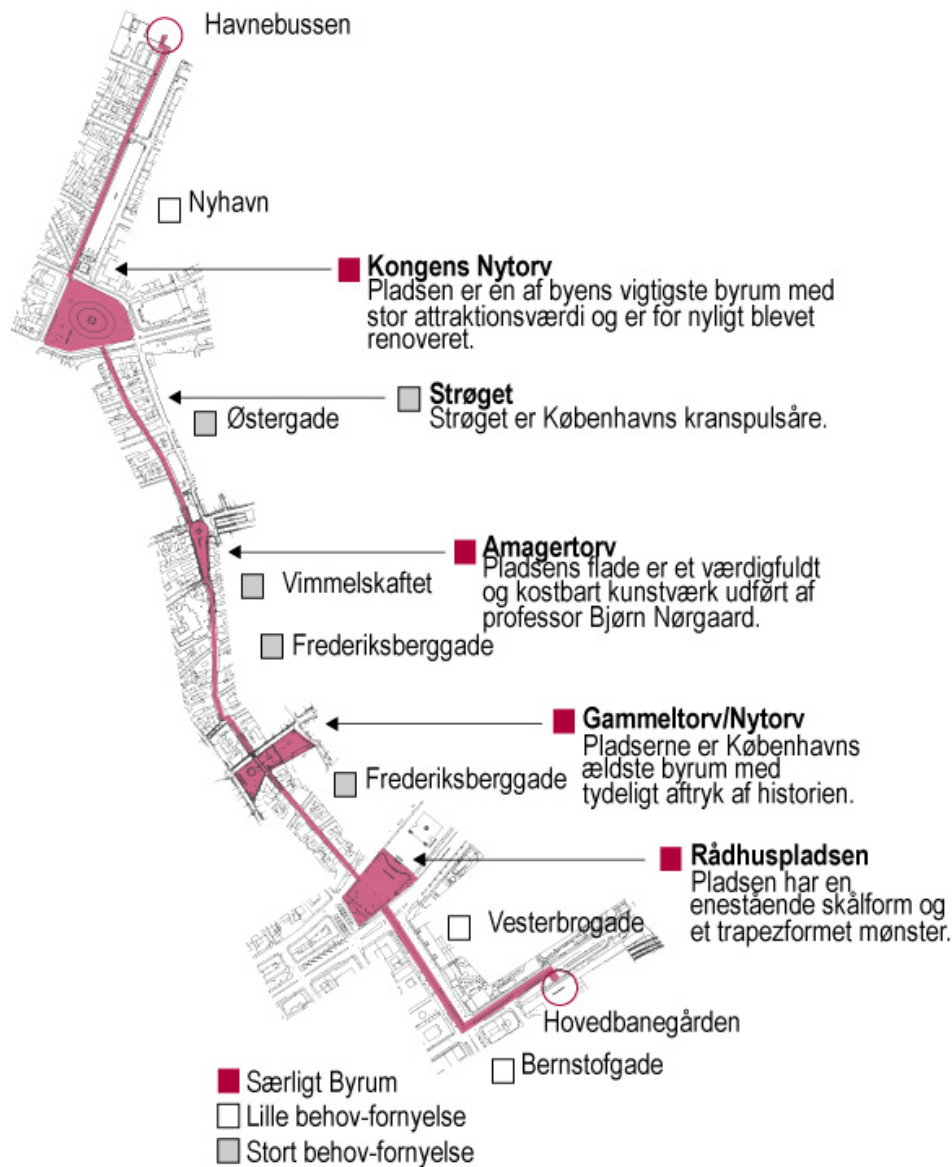 Havnebussen
Nyhavn
Kongens Nytorv
Pladsen er en af byens vigtigste byrum med
stor attraktionsværdi og er for nyligt blevet
renoveret.
Strøget
Strøget er Københavns kranspulsåre.
Østergade
Amagertorv
Pladsens flade er et værdigfuldt
og kostbart kunstværk udført af
professor Bjørn Nørgaard.
Vimmelskaftet
Frederiksberggade
Gammeltorv/Nytorv
Pladserne er Københavns
ældste byrum med
tydeligt aftryk af historien.
Frederiksberggade
Rådhuspladsen
Pladsen har en
enestående skålform og
et trapezformet mønster.
Vesterbrogade
Hovedbanegården
Bernstofgade
Særligt Byrum
Lille behov-fornyelse
Stort behov-fornyelse